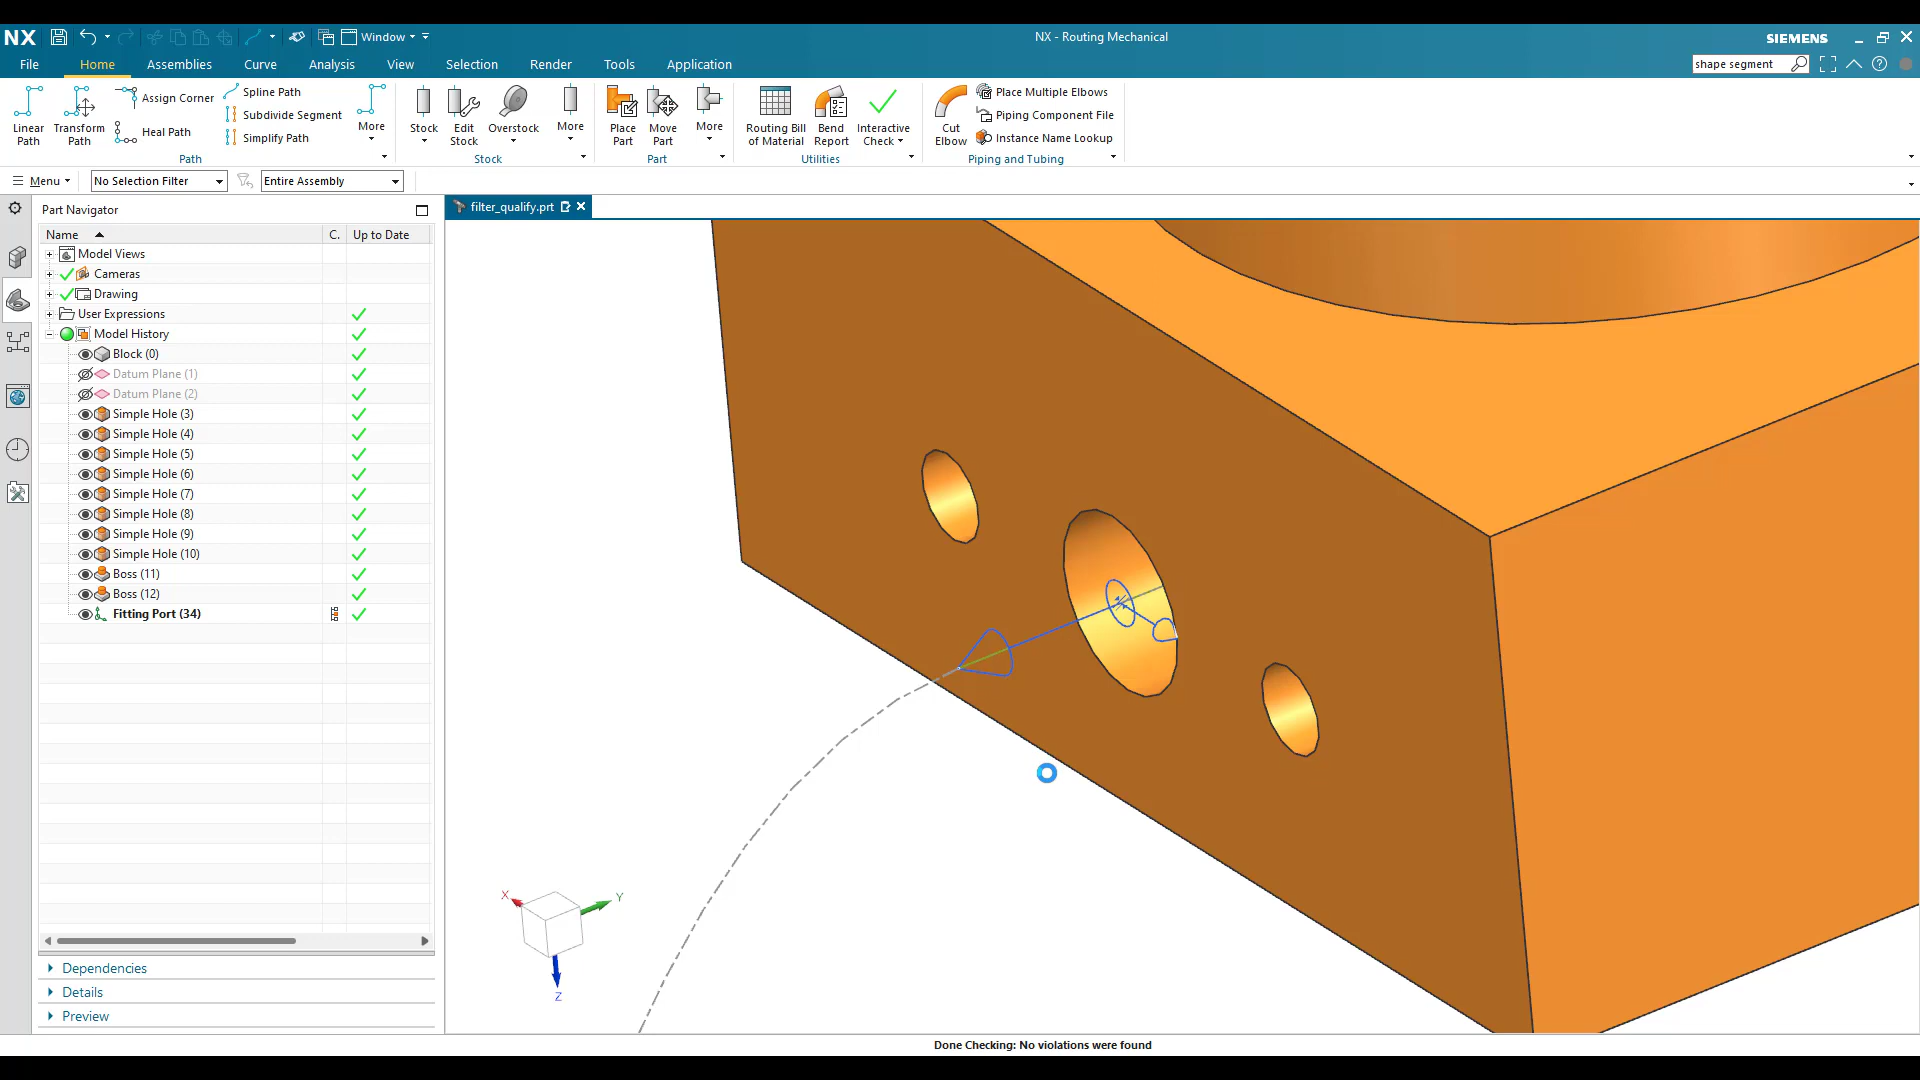 NX
Window
NX - Routing Mechanical
SIEMENS
File
Home
Assemblies
Curve
Analysis
View
Selection
Render
Tools
Application
shape segment
Linear Path
Transform Path
Assign Corner
Heal Path
Spline Path
Subdivide Segment
Simplify Path
More
Path
Stock
Edit Stock
Overstock
More
Stock
Place Part
Move Part
More
Part
Routing Bill of Material
Bend Report
Interactive Check
Utilities
Cut Elbow
Place Multiple Elbows
Piping Component File
Instance Name Lookup
Piping and Tubing
Menu
No Selection Filter
Entire Assembly
Part Navigator
filter_qualify.prt
Name
C.
Up to Date
Model Views
Cameras
Drawing
User Expressions
Model History
Block (0)
Datum Plane (1)
Datum Plane (2)
Simple Hole (3)
Simple Hole (4)
Simple Hole (5)
Simple Hole (6)
Simple Hole (7)
Simple Hole (8)
Simple Hole (9)
Simple Hole (10)
Boss (11)
Boss (12)
Fitting Port (34)
X
Y
Z
Dependencies
Details
Preview
Done Checking: No violations were found